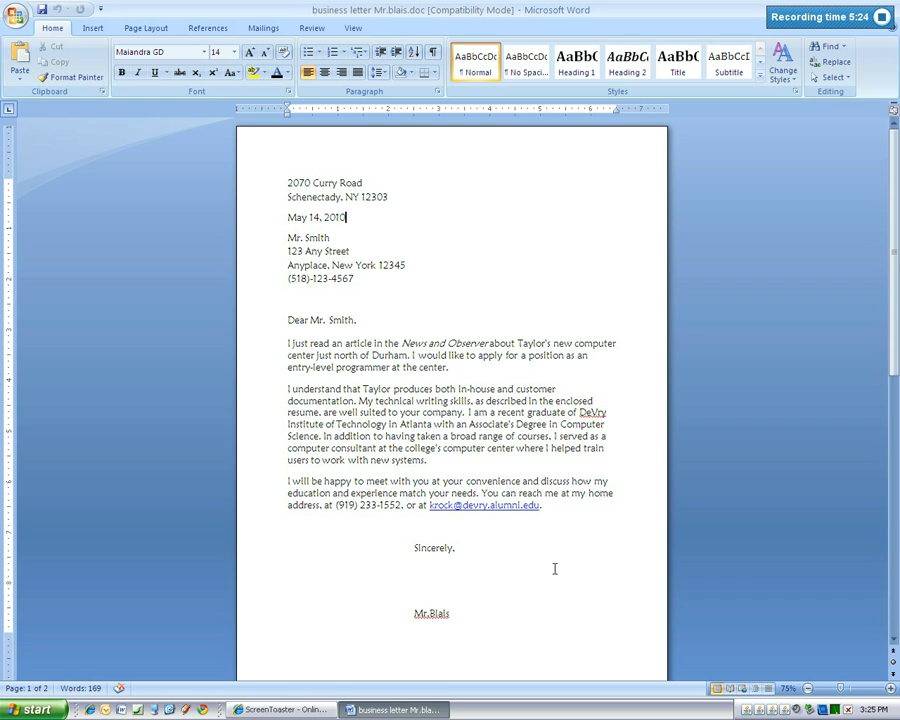 business letter Mr.blais.doc [Compatibility Mode] - Microsoft Word
Recording time 5:24
Home Insert Page Layout References Mailings Review View
Cut
Copy
Format Painter
Paste
Maiandra GD 14
AaBbCcDc AaBbCcDc AaBbC AaBbCc AaBbC AaBbCcI
¶ Normal ¶ No Spaci... Heading 1 Heading 2 Title Subtitle
Change Styles
Find
Replace
Select
Clipboard Font Paragraph Styles Editing
2070 Curry Road
Schenectady, NY 12303
May 14, 2010
Mr. Smith
123 Any Street
Anyplace, New York 12345
(518)-123-4567
Dear Mr. Smith,
I just read an article in the News and Observer about Taylor's new computer
center just north of Durham. I would like to apply for a position as an
entry-level programmer at the center.
I understand that Taylor produces both in-house and customer
documentation. My technical writing skills, as described in the enclosed
resume, are well suited to your company. I am a recent graduate of DeVry
Institute of Technology in Atlanta with an Associate's Degree in Computer
Science. In addition to having taken a broad range of courses, I served as a
computer consultant at the college's computer center where I helped train
users to work with new systems.
I will be happy to meet with you at your convenience and discuss how my
education and experience match your needs. You can reach me at my home
address, at (919) 233-1552, or at krock@devry.alumni.edu.
Sincerely,
Mr.Blais
Page: 1 of 2 Words: 169 75%
start ScreenToaster - Onlin... business letter Mr.bla... 3:25 PM